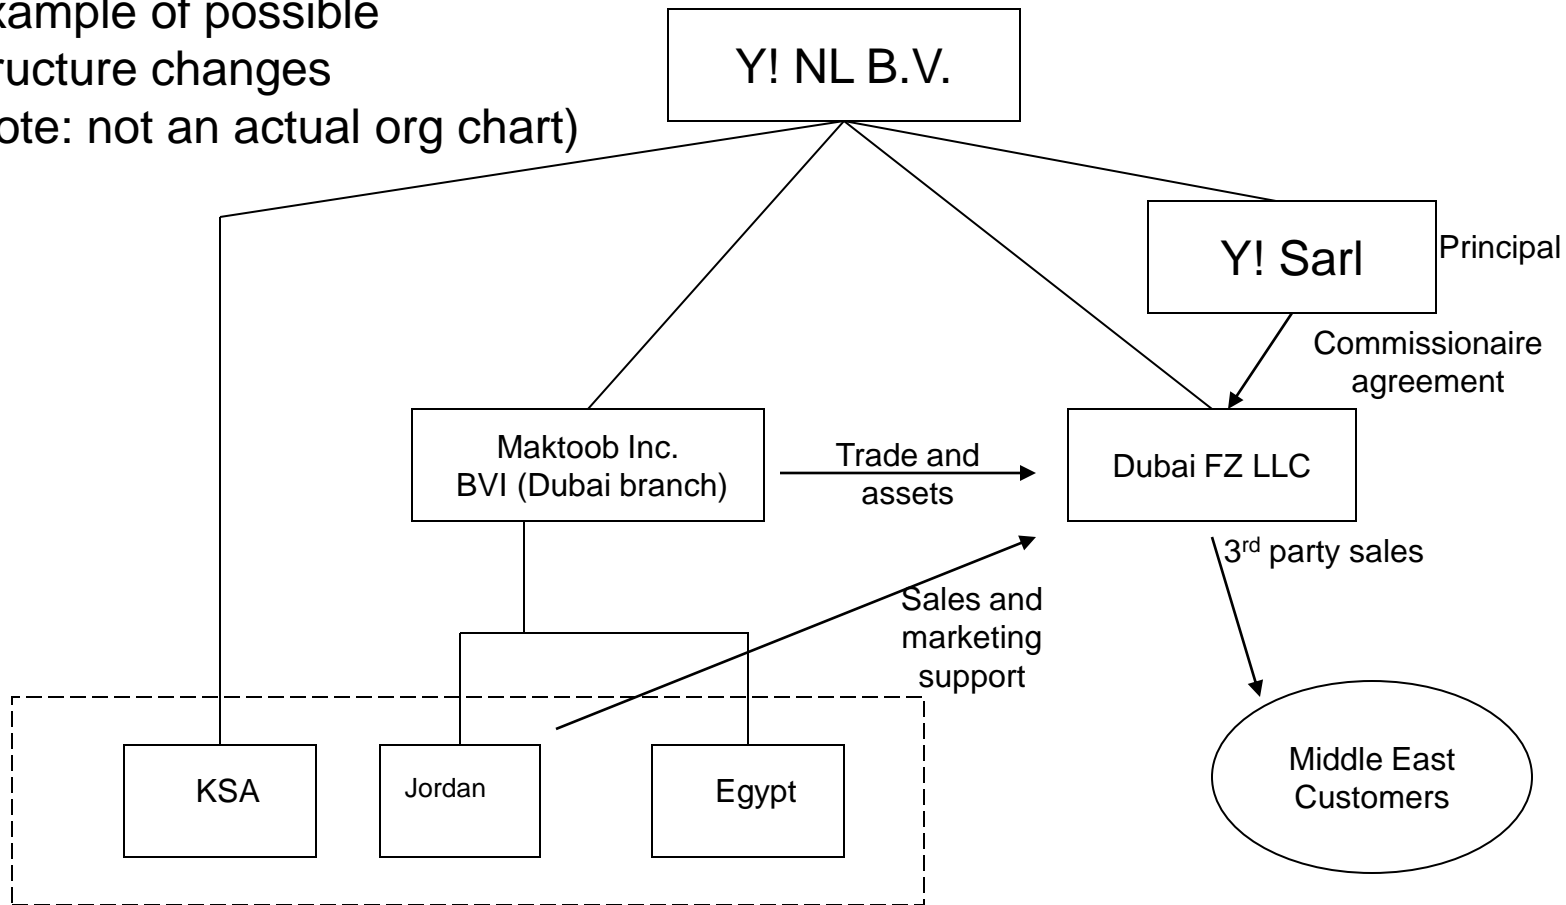 xample of possible
ructure changes
ote: not an actual org chart)
Y! NL B.V.
Y! Sarl
Principal
Commissionaire
agreement
Maktoob Inc.
BVI (Dubai branch)
Trade and
assets
Dubai FZ LLC
3rd party sales
Sales and
marketing
support
KSA
Jordan
Egypt
Middle East
Customers